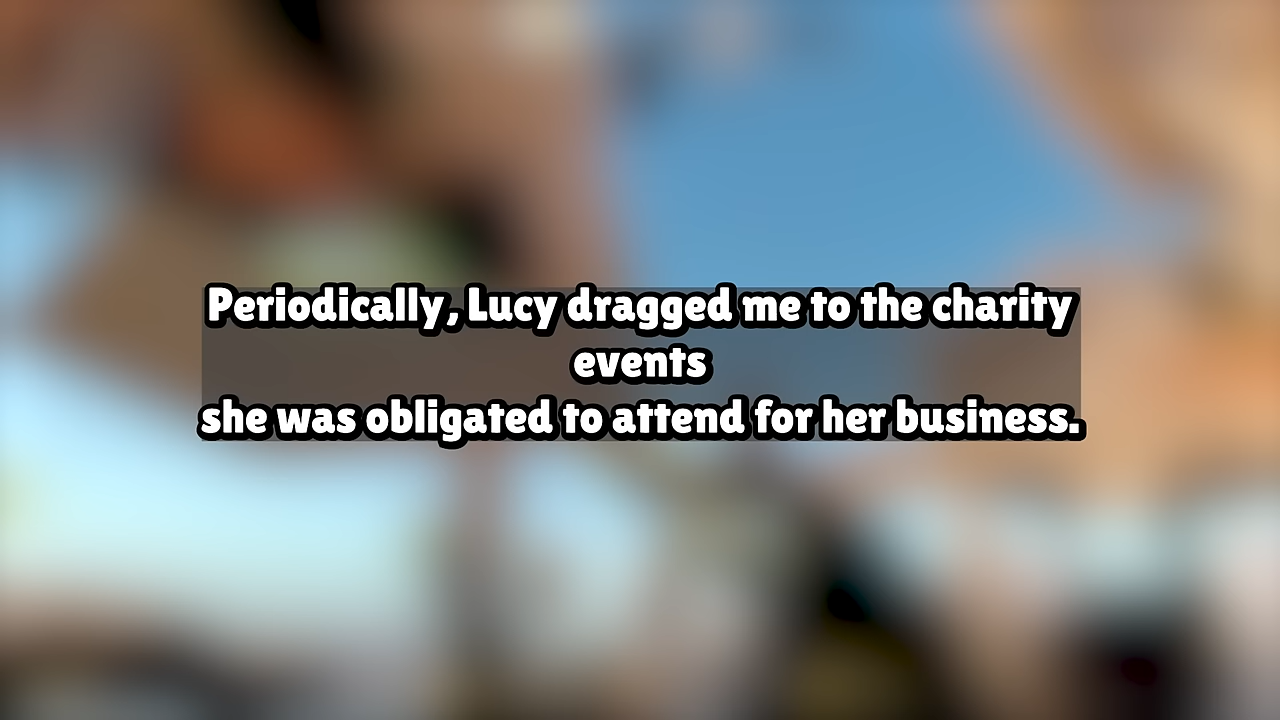 Periodically, Lucy dragged me to the charity
events
she was obligated to attend for her business.